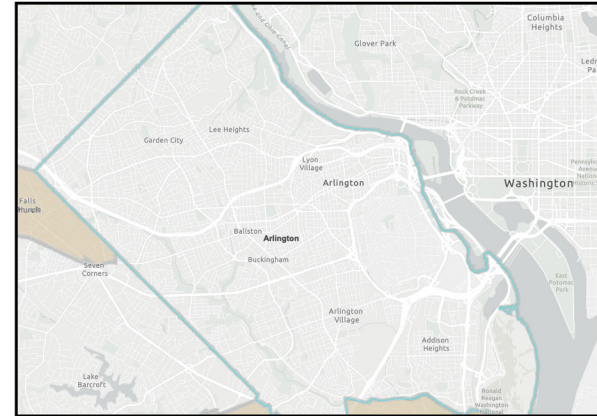 Columbia
Heights
Glover Park
Rock Creek
& Potomac
Parkway
Lee Heights
Garden City
Lyon
Village
Arlington
Washington
Falls
Church
Ballston
Arlington
Buckingham
Seven
Corners
East
Potomac
Park
Arlington
Village
Addison
Heights
Lake
Barcroft
Ronald
Reagan
Washington
National